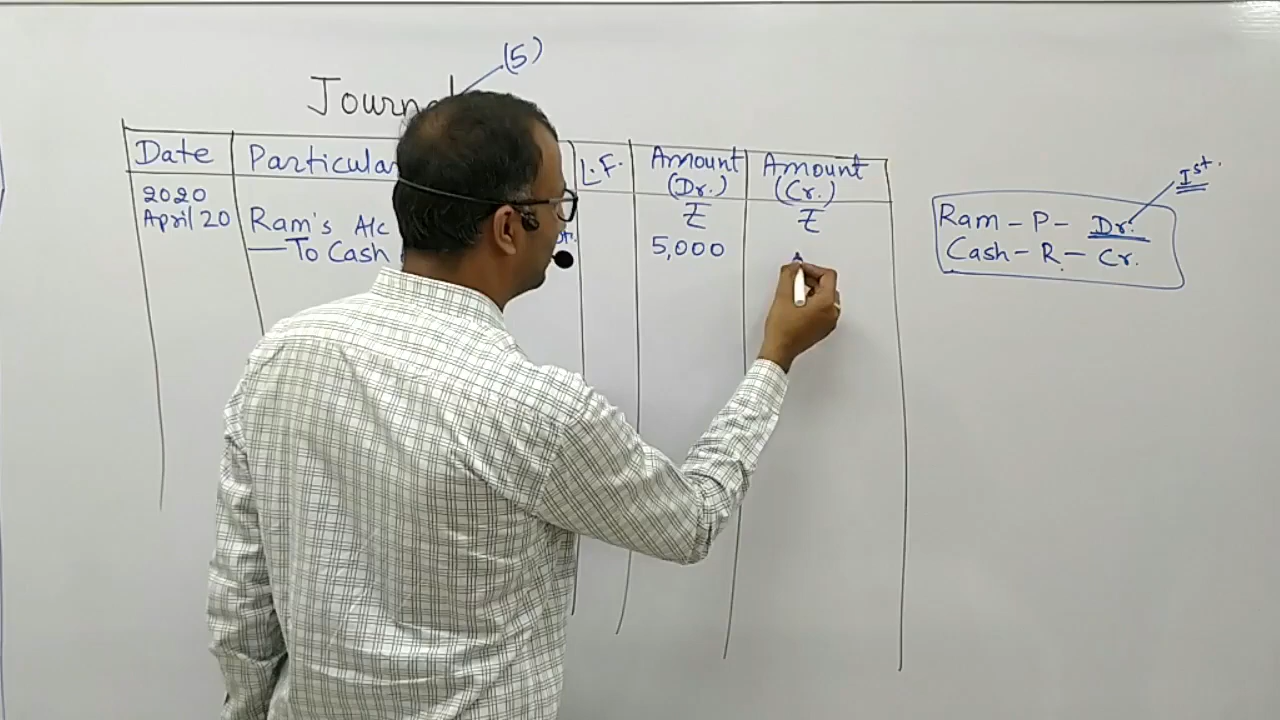 (5)
Journal
Date Particular L.F. Amount (Dr.) Amount (Cr.)
2020 ₹ ₹
April 20 Ram's A/c Dr.
To Cash 5,000
Ist.
Ram - P - Dr.
Cash - R - Cr.